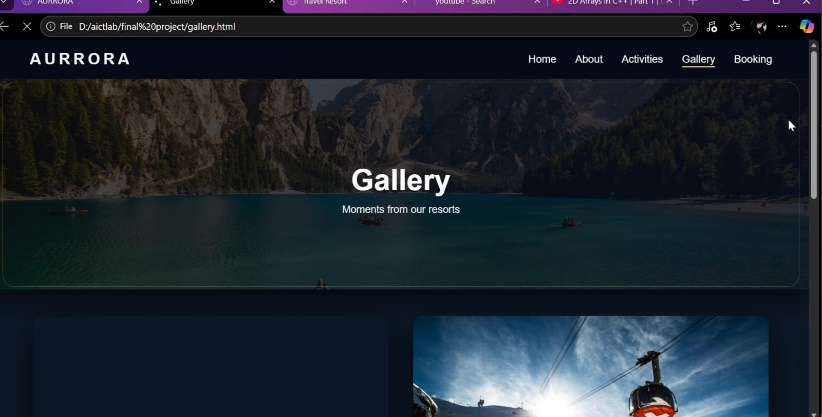 AURRORA
Gallery
Travel Resort
youtube - Search
2D Arrays in C++ | Part 1 |
File D:/aictlab/final%20project/gallery.html
AURRORA
Home About Activities Gallery Booking
Gallery
Moments from our resorts